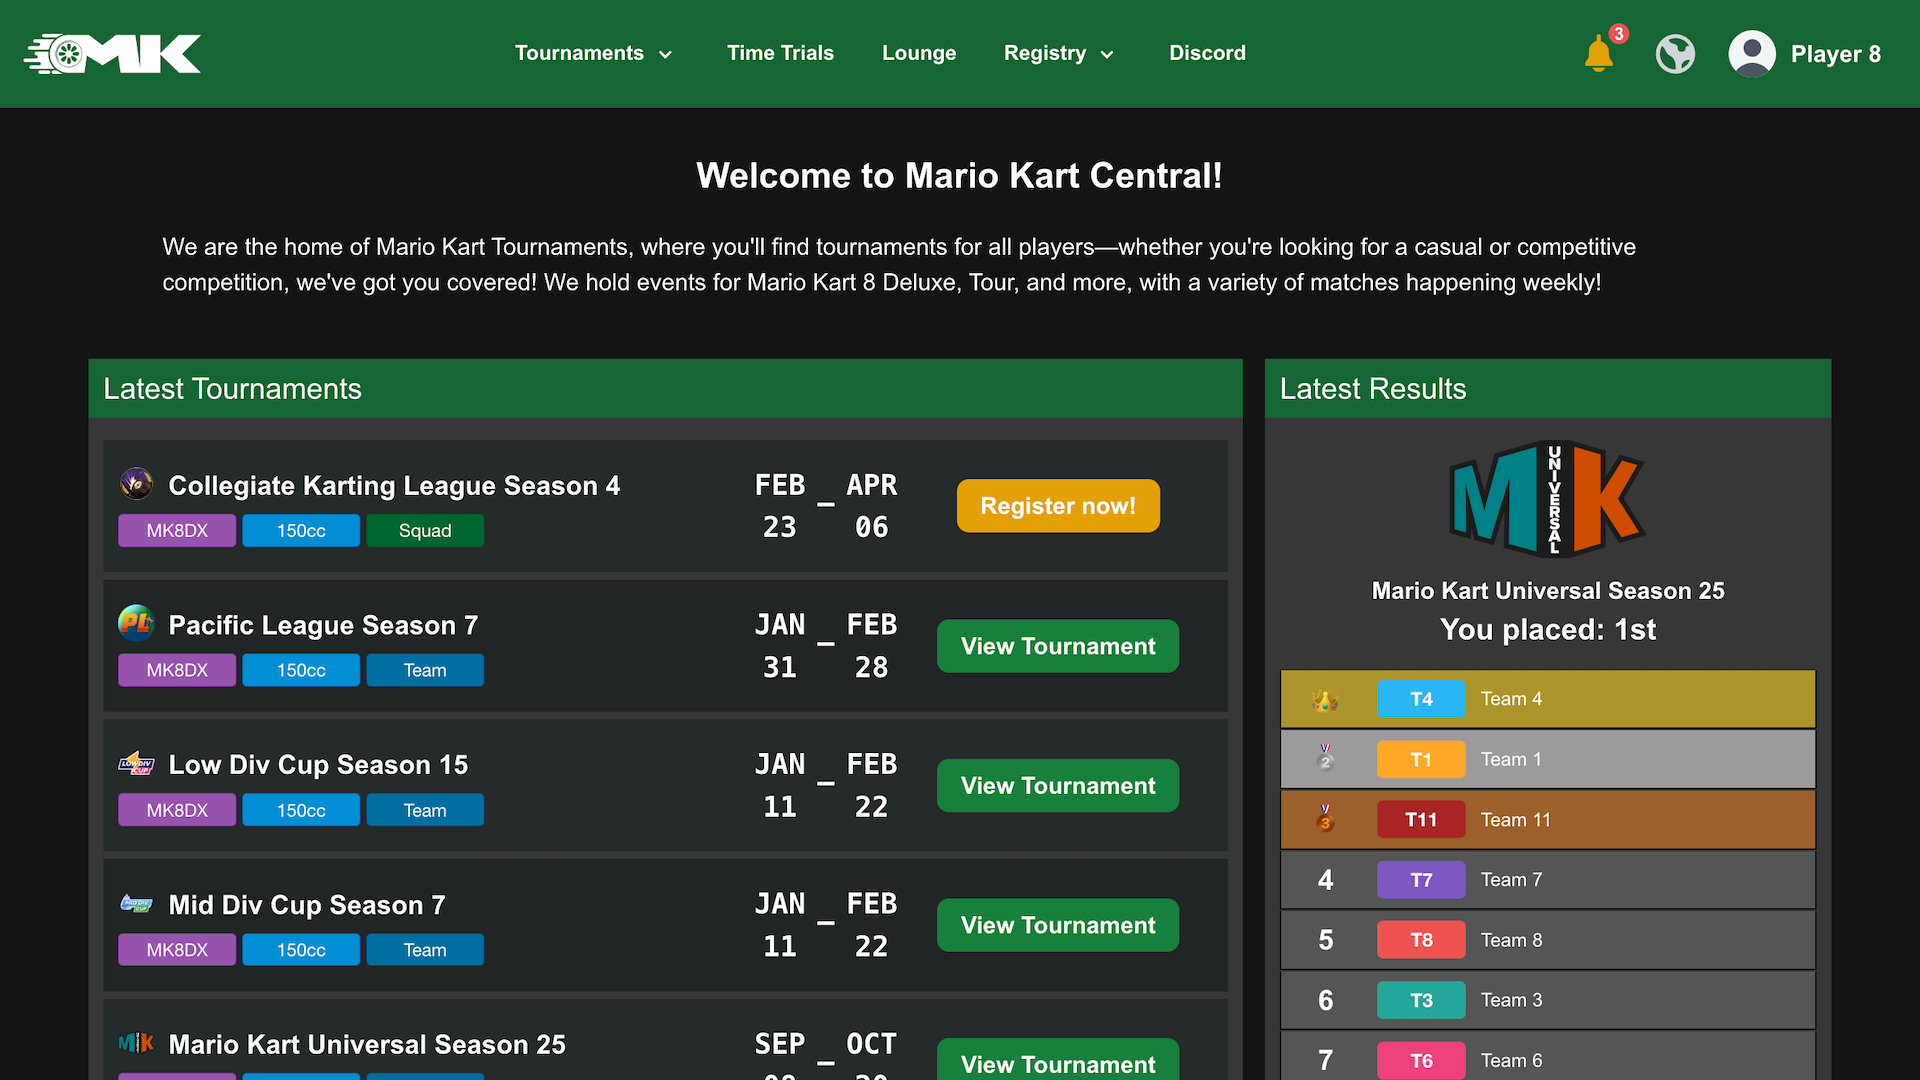 MK
Tournaments
Time Trials
Lounge
Registry
Discord
3
Player 8
Welcome to Mario Kart Central!
We are the home of Mario Kart Tournaments, where you'll find tournaments for all players—whether you're looking for a casual or competitive
competition, we've got you covered! We hold events for Mario Kart 8 Deluxe, Tour, and more, with a variety of matches happening weekly!
Latest Tournaments
Collegiate Karting League Season 4
MK8DX
150cc
Squad
FEB 23 – APR 06
Register now!
PL
Pacific League Season 7
MK8DX
150cc
Team
JAN 31 – FEB 28
View Tournament
LOW DIV
CUP
Low Div Cup Season 15
MK8DX
150cc
Team
JAN 11 – FEB 22
View Tournament
MID DIV
CUP
Mid Div Cup Season 7
MK8DX
150cc
Team
JAN 11 – FEB 22
View Tournament
MK
Mario Kart Universal Season 25
SEP – OCT
View Tournament
Latest Results
MK
UNIVERSAL
Mario Kart Universal Season 25
You placed: 1st
T4 Team 4
2 T1 Team 1
3 T11 Team 11
4 T7 Team 7
5 T8 Team 8
6 T3 Team 3
7 T6 Team 6